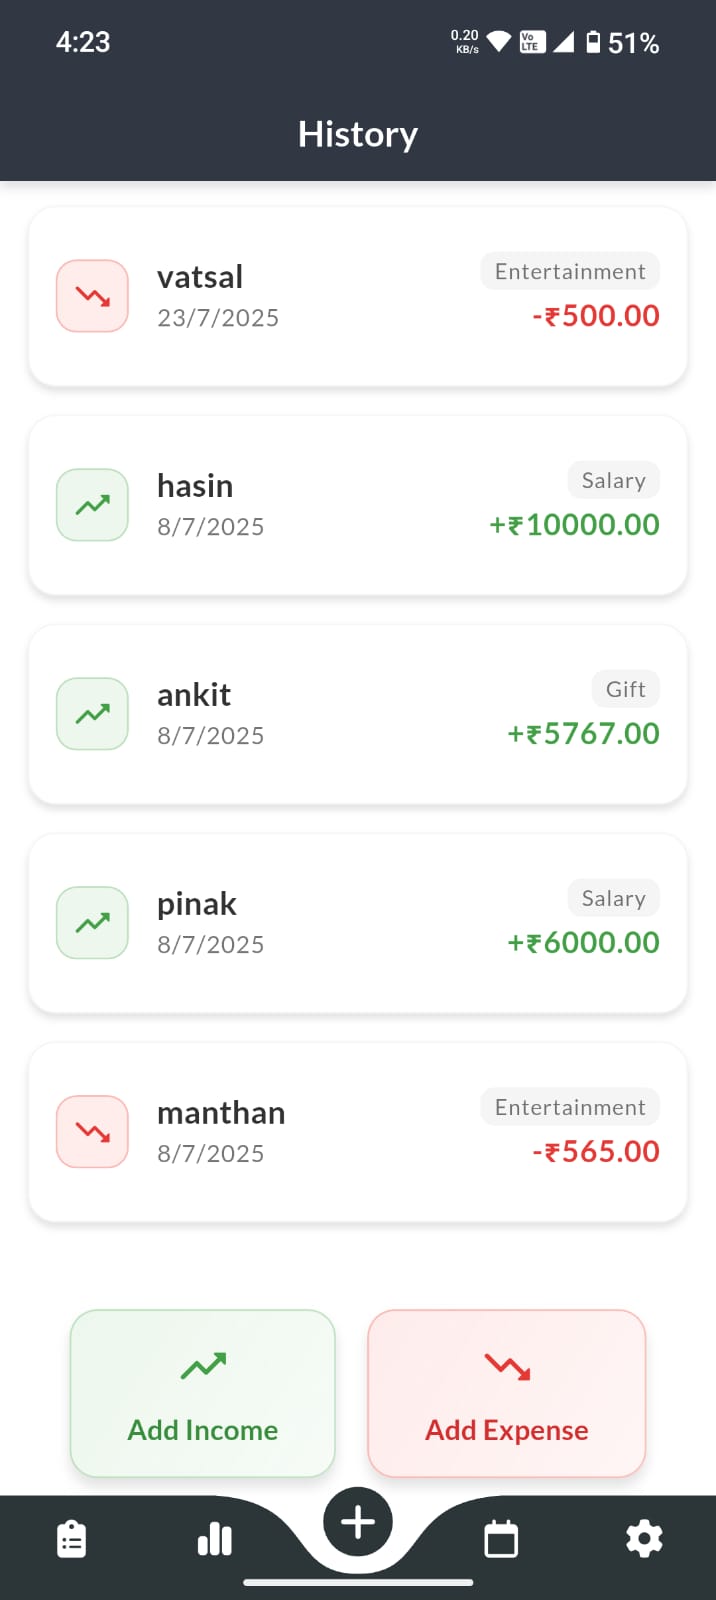 4:23
0.20
KB/s
Vo
LTE
51%
History
vatsal
Entertainment
23/7/2025
-₹500.00
hasin
Salary
8/7/2025
+₹10000.00
ankit
Gift
8/7/2025
+₹5767.00
pinak
Salary
8/7/2025
+₹6000.00
manthan
Entertainment
8/7/2025
-₹565.00
Add Income
Add Expense